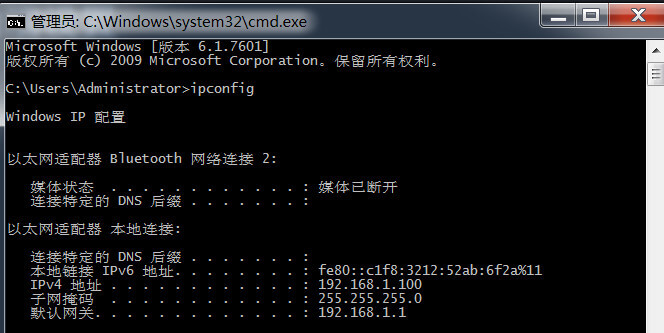 管理员: C:\Windows\system32\cmd.exe
Microsoft Windows [版本 6.1.7601]
版权所有 (c) 2009 Microsoft Corporation。保留所有权利。
C:\Users\Administrator>ipconfig
Windows IP 配置
以太网适配器 Bluetooth 网络连接 2:
媒体状态 . . . . . . . . . . . . : 媒体已断开
连接特定的 DNS 后缀 . . . . . . . :
以太网适配器 本地连接:
连接特定的 DNS 后缀 . . . . . . . :
本地链接 IPv6 地址. . . . . . . . : fe80::c1f8:3212:52ab:6f2a%11
IPv4 地址 . . . . . . . . . . . . : 192.168.1.100
子网掩码 . . . . . . . . . . . . : 255.255.255.0
默认网关. . . . . . . . . . . . . : 192.168.1.1